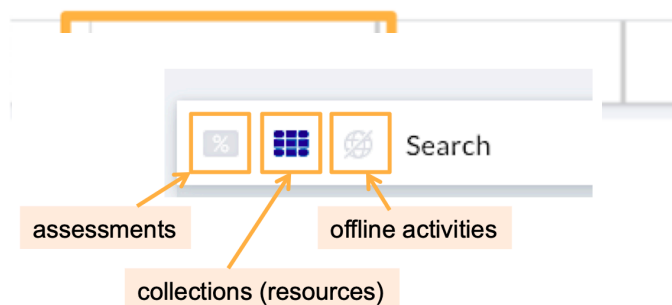 %
Search
assessments
offline activities
collections (resources)